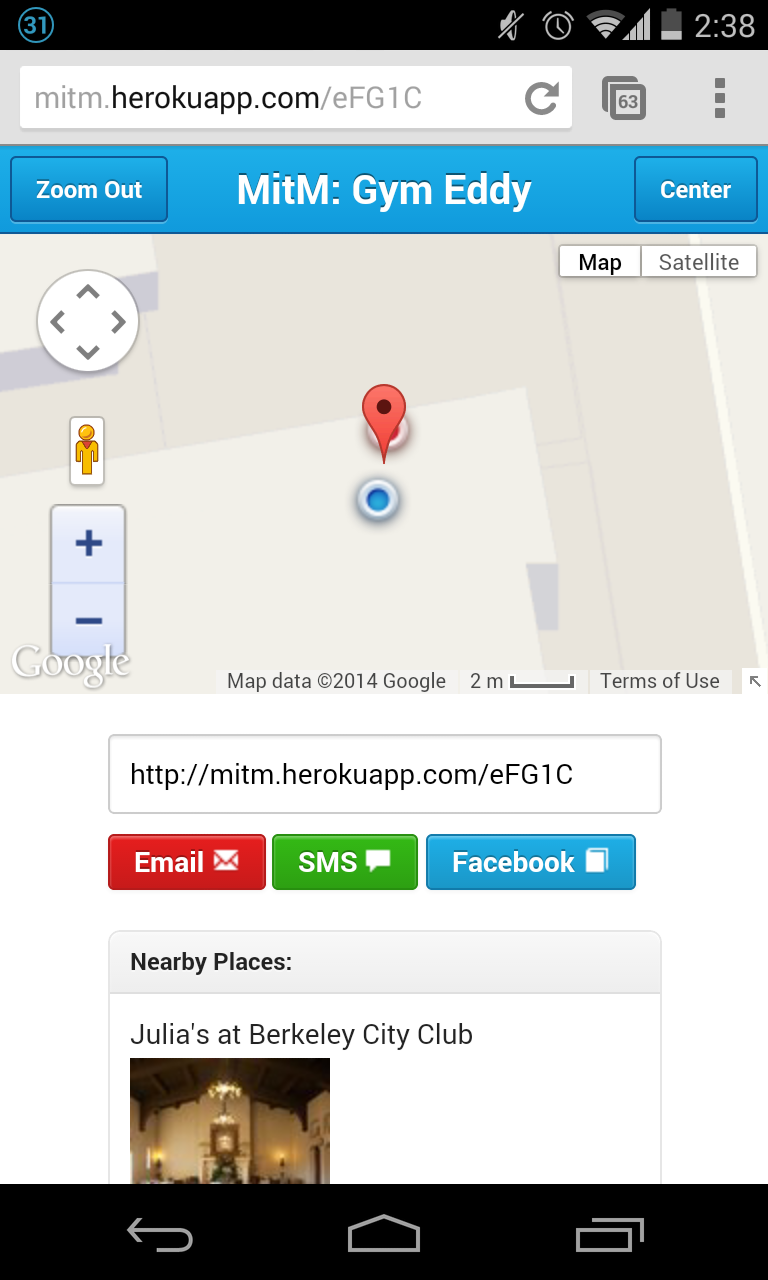 31 2:38
mitm.herokuapp.com/eFG1C 63
Zoom Out MitM: Gym Eddy Center
Map Satellite
Google
Map data ©2014 Google 2 m Terms of Use
http://mitm.herokuapp.com/eFG1C
Email SMS Facebook
Nearby Places:
Julia's at Berkeley City Club